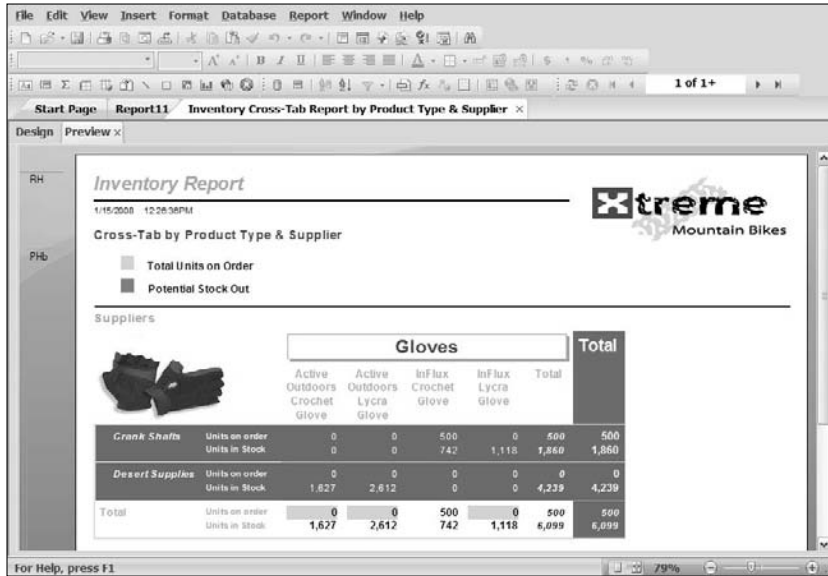 File Edit View Insert Format Database Report Window Help
1 of 1+
Start Page Report11 Inventory Cross-Tab Report by Product Type & Supplier ×
Design Preview ×
RH
Inventory Report
1/15/2008 12:26:36PM
Xtreme
Mountain Bikes
Cross-Tab by Product Type & Supplier
PHb
Total Units on Order
Potential Stock Out
Suppliers
Gloves Total
Active Outdoors Crochet Glove Active Outdoors Lycra Glove InFlux Crochet Glove InFlux Lycra Glove Total
Crank Shafts Units on order 0 0 500 0 500 500
Units in Stock 0 0 742 1,118 1,860 1,860
Desert Supplies Units on order 0 0 0 0 0 0
Units in Stock 1,627 2,612 0 0 4,239 4,239
Total Units on order 0 0 500 0 500 500
Units in Stock 1,627 2,612 742 1,118 6,099 6,099
For Help, press F1 79%